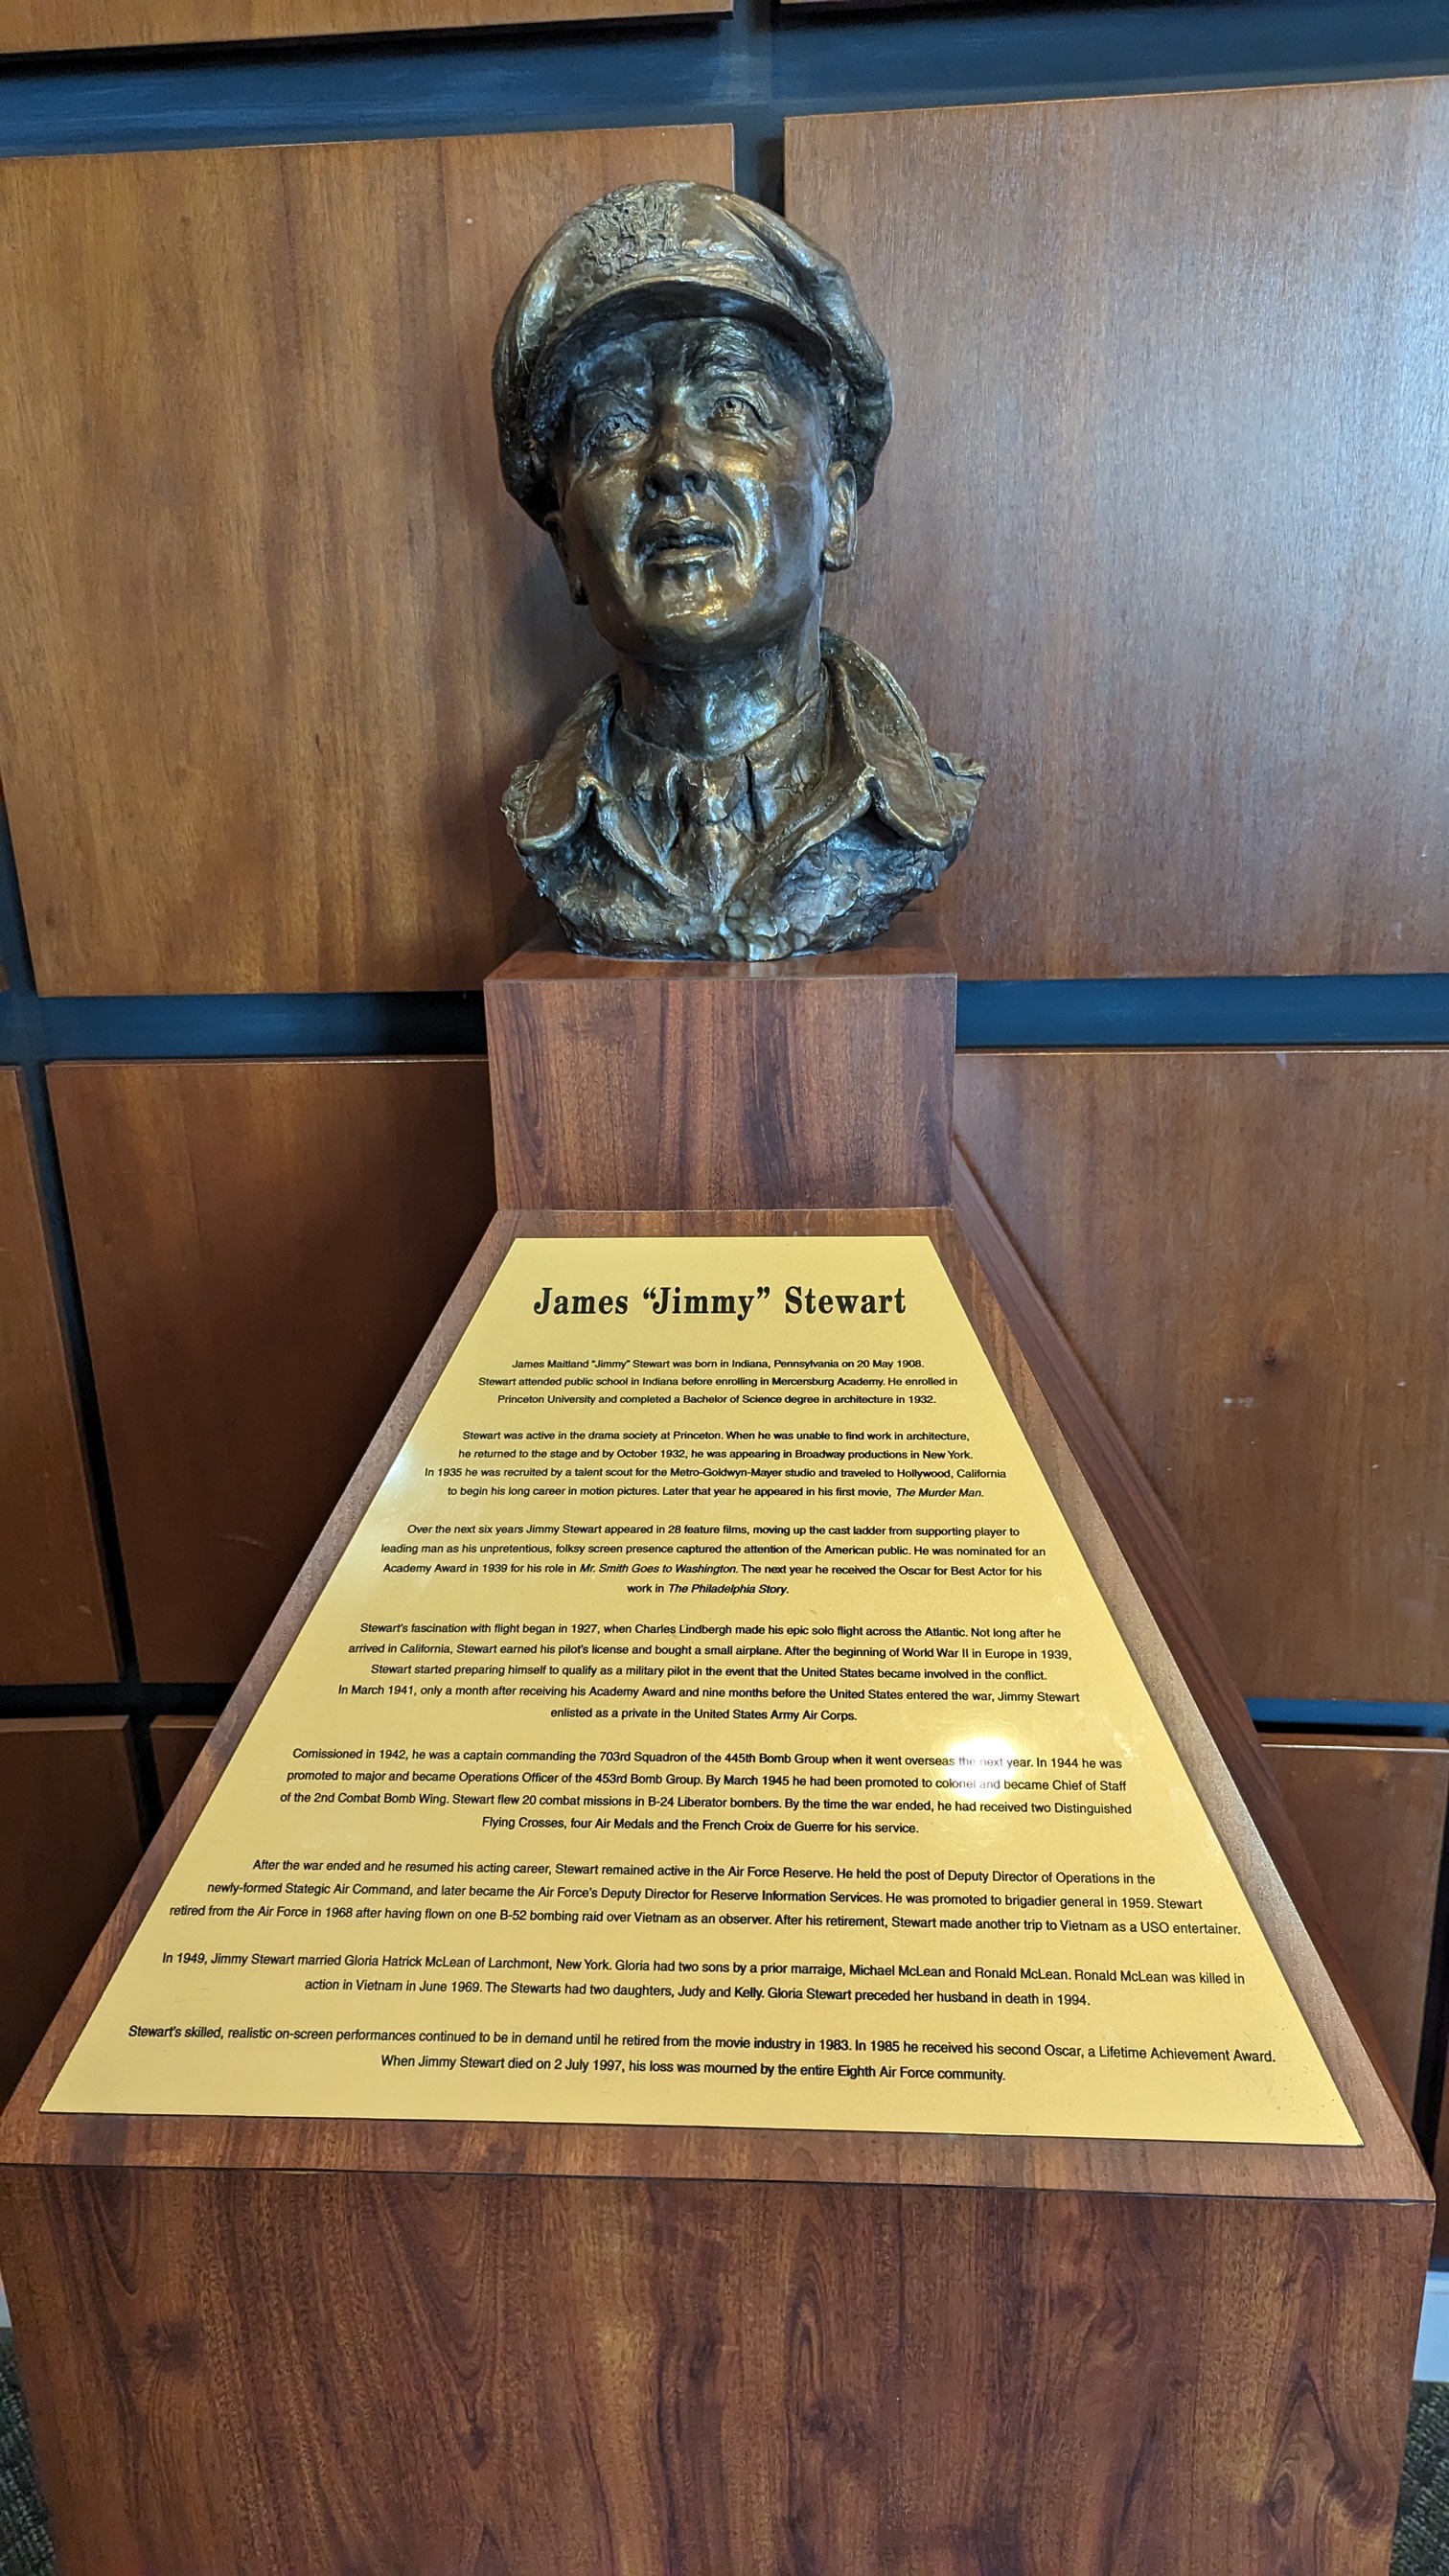 James “Jimmy” Stewart
James Maitland “Jimmy” Stewart was born in Indiana, Pennsylvania on 20 May 1908.
Stewart attended public school in Indiana before enrolling in Mercersburg Academy. He enrolled in
Princeton University and completed a Bachelor of Science degree in architecture in 1932.
Stewart was active in the drama society at Princeton. When he was unable to find work in architecture,
he returned to the stage and by October 1932, he was appearing in Broadway productions in New York.
In 1935 he was recruited by a talent scout for the Metro-Goldwyn-Mayer studio and traveled to Hollywood, California
to begin his long career in motion pictures. Later that year he appeared in his first movie, The Murder Man.
Over the next six years Jimmy Stewart appeared in 28 feature films, moving up the cast ladder from supporting player to
leading man as his unpretentious, folksy screen presence captured the attention of the American public. He was nominated for an
Academy Award in 1939 for his role in Mr. Smith Goes to Washington. The next year he received the Oscar for Best Actor for his
work in The Philadelphia Story.
Stewart's fascination with flight began in 1927, when Charles Lindbergh made his epic solo flight across the Atlantic. Not long after he
arrived in California, Stewart earned his pilot's license and bought a small airplane. After the beginning of World War II in Europe in 1939,
Stewart started preparing himself to qualify as a military pilot in the event that the United States became involved in the conflict.
In March 1941, only a month after receiving his Academy Award and nine months before the United States entered the war, Jimmy Stewart
enlisted as a private in the United States Army Air Corps.
Comissioned in 1942, he was a captain commanding the 703rd Squadron of the 445th Bomb Group when it went overseas the next year. In 1944 he was
promoted to major and became Operations Officer of the 453rd Bomb Group. By March 1945 he had been promoted to colonel and became Chief of Staff
of the 2nd Combat Bomb Wing. Stewart flew 20 combat missions in B-24 Liberator bombers. By the time the war ended, he had received two Distinguished
Flying Crosses, four Air Medals and the French Croix de Guerre for his service.
After the war ended and he resumed his acting career, Stewart remained active in the Air Force Reserve. He held the post of Deputy Director of Operations in the
newly-formed Stategic Air Command, and later became the Air Force's Deputy Director for Reserve Information Services. He was promoted to brigadier general in 1959. Stewart
retired from the Air Force in 1968 after having flown on one B-52 bombing raid over Vietnam as an observer. After his retirement, Stewart made another trip to Vietnam as a USO entertainer.
In 1949, Jimmy Stewart married Gloria Hatrick McLean of Larchmont, New York. Gloria had two sons by a prior marraige, Michael McLean and Ronald McLean. Ronald McLean was killed in
action in Vietnam in June 1969. The Stewarts had two daughters, Judy and Kelly. Gloria Stewart preceded her husband in death in 1994.
Stewart's skilled, realistic on-screen performances continued to be in demand until he retired from the movie industry in 1983. In 1985 he received his second Oscar, a Lifetime Achievement Award.
When Jimmy Stewart died on 2 July 1997, his loss was mourned by the entire Eighth Air Force community.